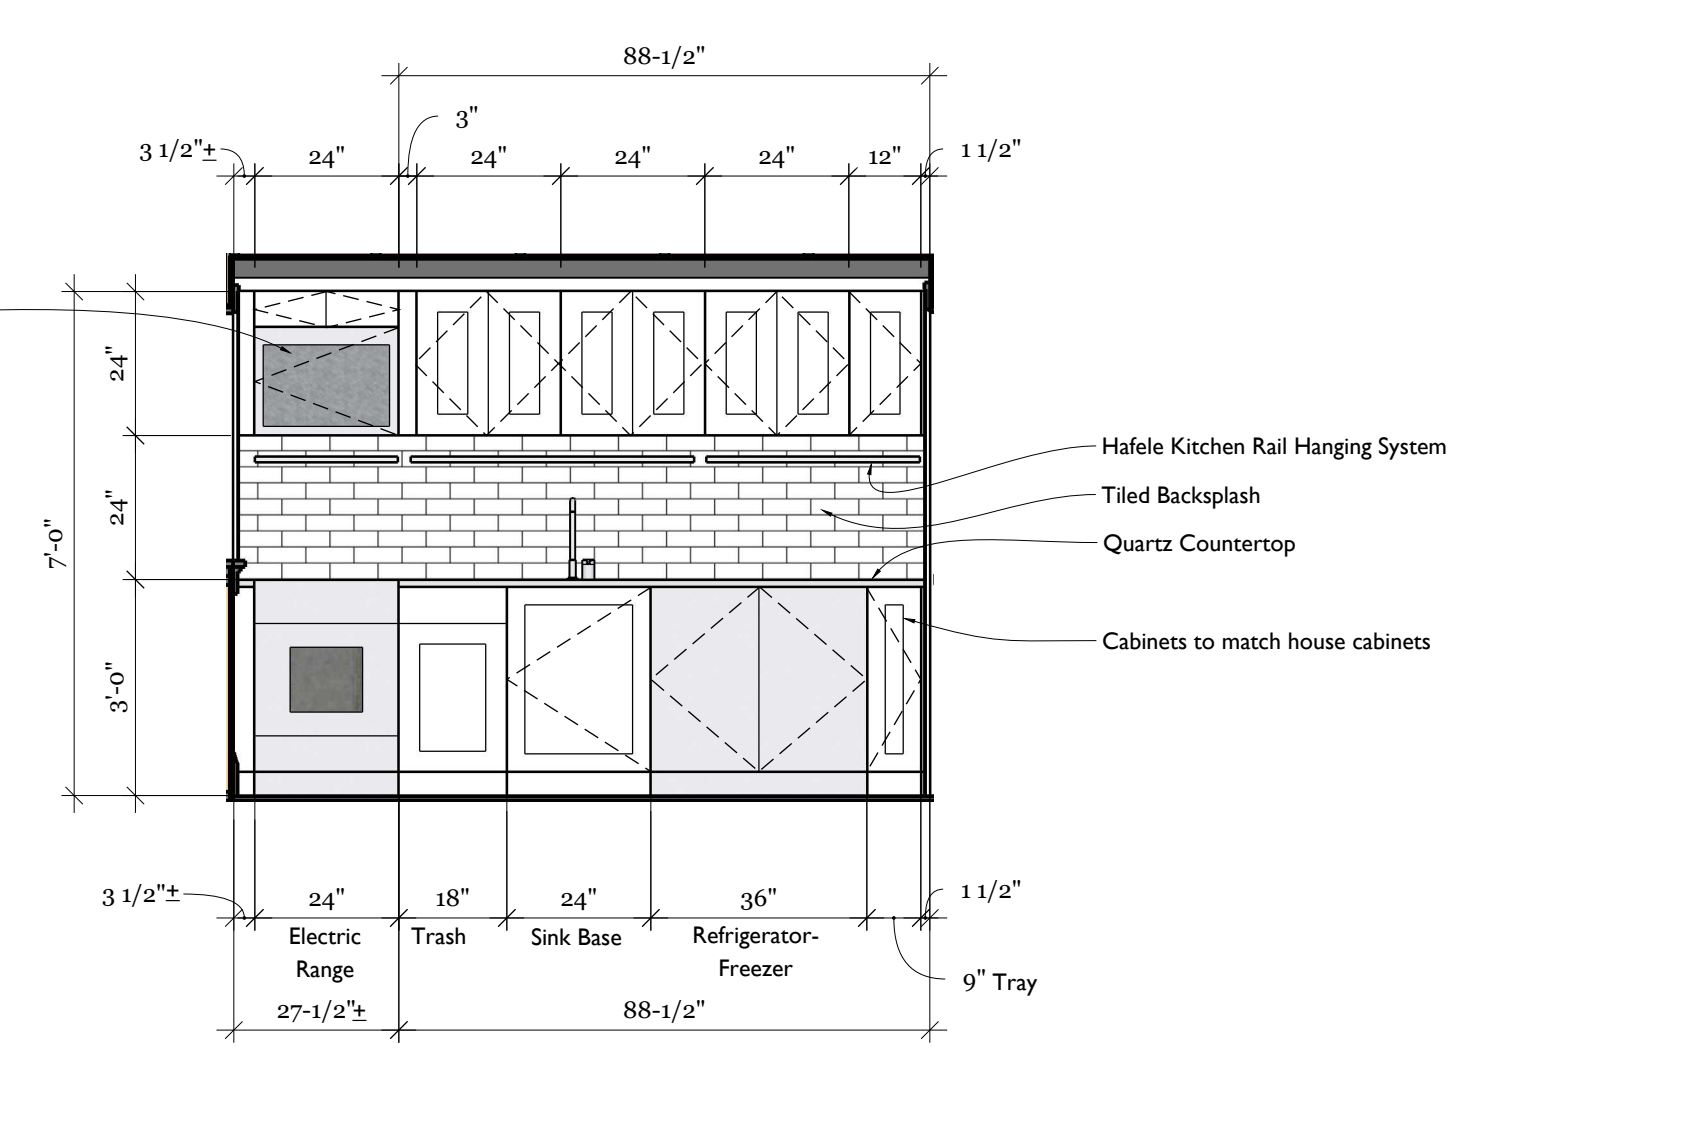 88-1/2"
3"
3 1/2"±
24"
24"
24"
24"
12"
1 1/2"
24"
24"
7'-0"
3'-0"
Hafele Kitchen Rail Hanging System
Tiled Backsplash
Quartz Countertop
Cabinets to match house cabinets
3 1/2"±
24"
18"
24"
36"
1 1/2"
Electric
Range
Trash
Sink Base
Refrigerator-
Freezer
9" Tray
27-1/2"±
88-1/2"